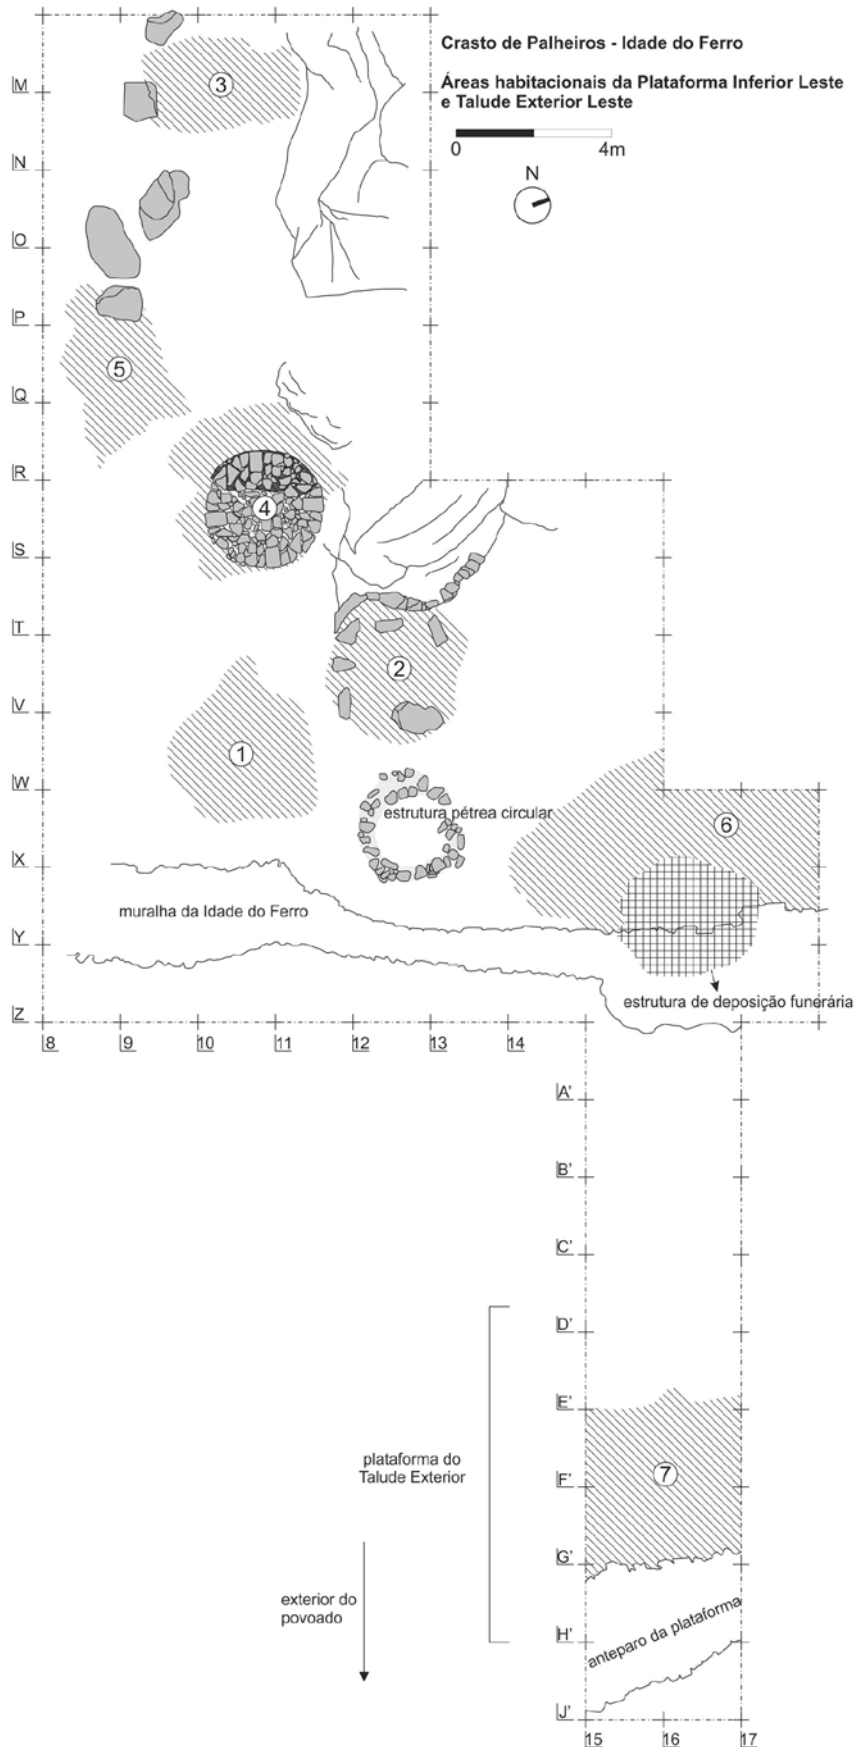 Crasto de Palheiros - Idade do Ferro
Áreas habitacionais da Plataforma Inferior Leste
e Talude Exterior Leste
0 4m
N
M
N
O
P
Q
R
S
T
V
W
X
Y
Z
3
5
4
2
1
6
estrutura pétrea circular
muralha da Idade do Ferro
estrutura de deposição funerária
8 9 10 11 12 13 14
A'
B'
C'
D'
E'
F'
G'
H'
J'
plataforma do
Talude Exterior
7
exterior do
povoado
anteparo da plataforma
15 16 17